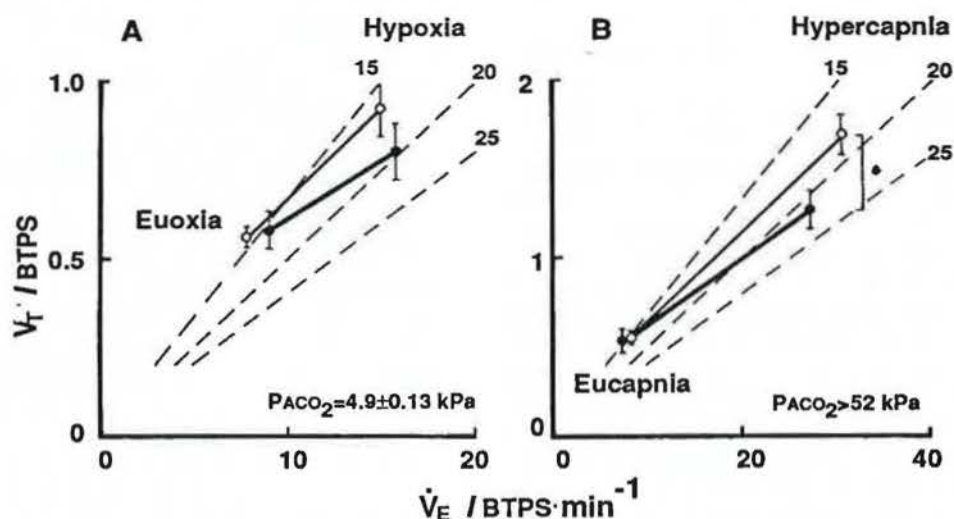 A
Hypoxia
15
20
25
1.0
0.5
0
Euoxia
PACO2=4.9±0.13 kPa
0
10
20
B
Hypercapnia
15
20
25
2
1
0
Eucapnia
PACO2>52 kPa
0
20
40
VT / BTPS
V̇E / BTPS·min-1